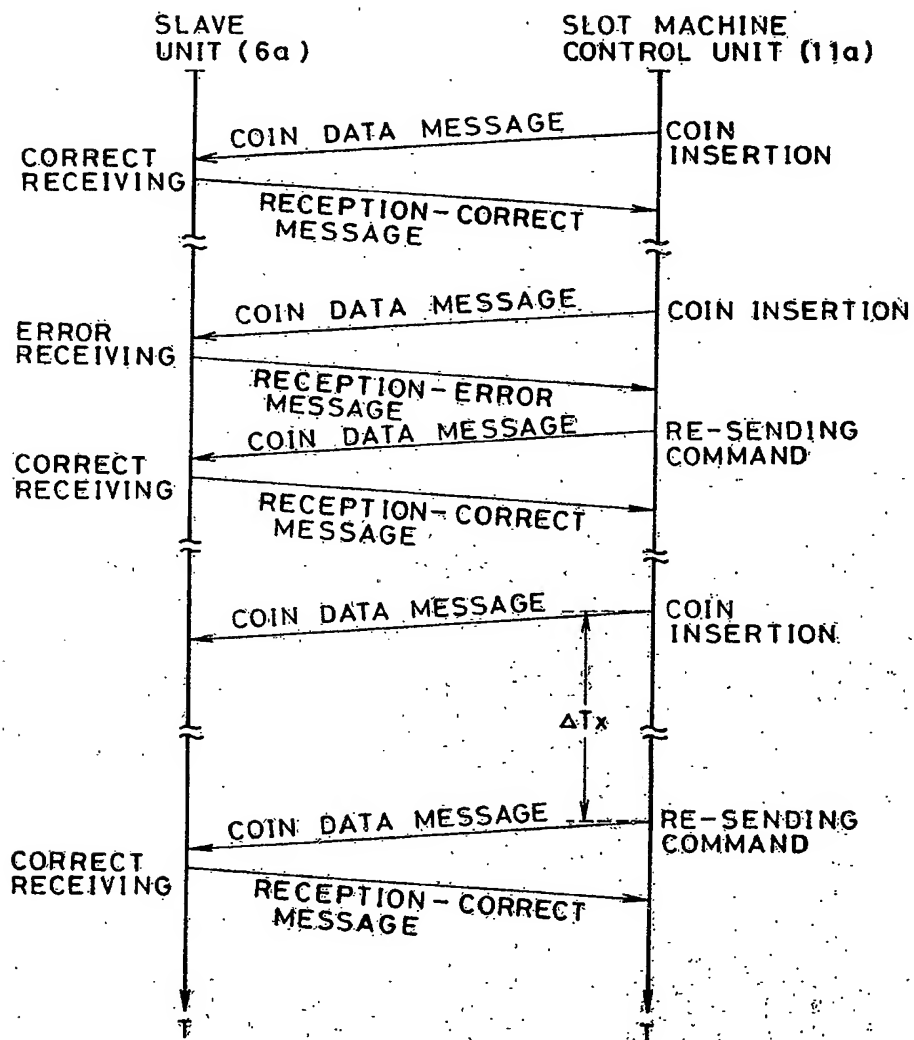 SLAVE
UNIT (6a)
SLOT MACHINE
CONTROL UNIT (11a)
COIN DATA MESSAGE
COIN
INSERTION
CORRECT
RECEIVING
RECEPTION-CORRECT
MESSAGE
COIN DATA MESSAGE
COIN INSERTION
ERROR
RECEIVING
RECEPTION-ERROR
MESSAGE
COIN DATA MESSAGE
RE-SENDING
COMMAND
CORRECT
RECEIVING
RECEPTION-CORRECT
MESSAGE
COIN DATA MESSAGE
COIN
INSERTION
ΔTx
COIN DATA MESSAGE
RE-SENDING
COMMAND
CORRECT
RECEIVING
RECEPTION-CORRECT
MESSAGE
T
T